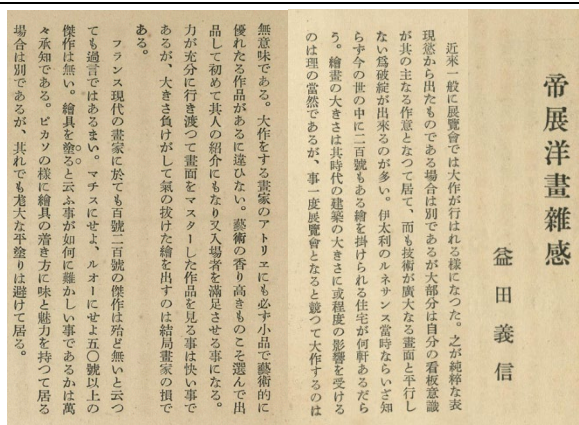 帝展洋畫雜感
益田義信
近來一般に展覽會では大作が行はれる樣になつた。之が純粹な表
現慾から出たものである場合は別であるが大部分は自分の看板意識
が其の主なる作意となつて居て、而も技術が廣大なる畫面と平行し
ない爲破綻が出來るのが多い。伊太利のルネサンス當時ならいざ知
らず今の世の中に二百號もある繪を掛けられる住宅が何軒あるだら
う。繪畫の大きさは其時代の建築の大きさに或程度の影響を受ける
のは理の當然であるが、事一度展覽會となると競つて大作するのは
無意味である。大作をする畫家のアトリエにも必ず小品で藝術的に
優れたる作品があるに違ひない。藝術の香り高きものこそ選んで出
品して初めて其人の紹介にもなり又入場者を滿足させる事になる。
力が充分に行き渡つて畫面をマスターした作品を見る事は快い事で
あるが、大きさ負けがして氣の拔けた繪を出すのは結局畫家の損で
ある。
フランス現代の畫家に於ても百號二百號の傑作は殆ど無いと云つ
ても過言ではあるまい。マチスにせよ、ルオーにせよ五〇號以上の
傑作は無い。繪具を塗ると云ふ事が如何に難かしい事であるかは萬
々承知である。ピカソの樣に繪具の着き方に味と魅力を持つて居る
場合は別であるが、其れでも尨大な平塗りは避けて居る。